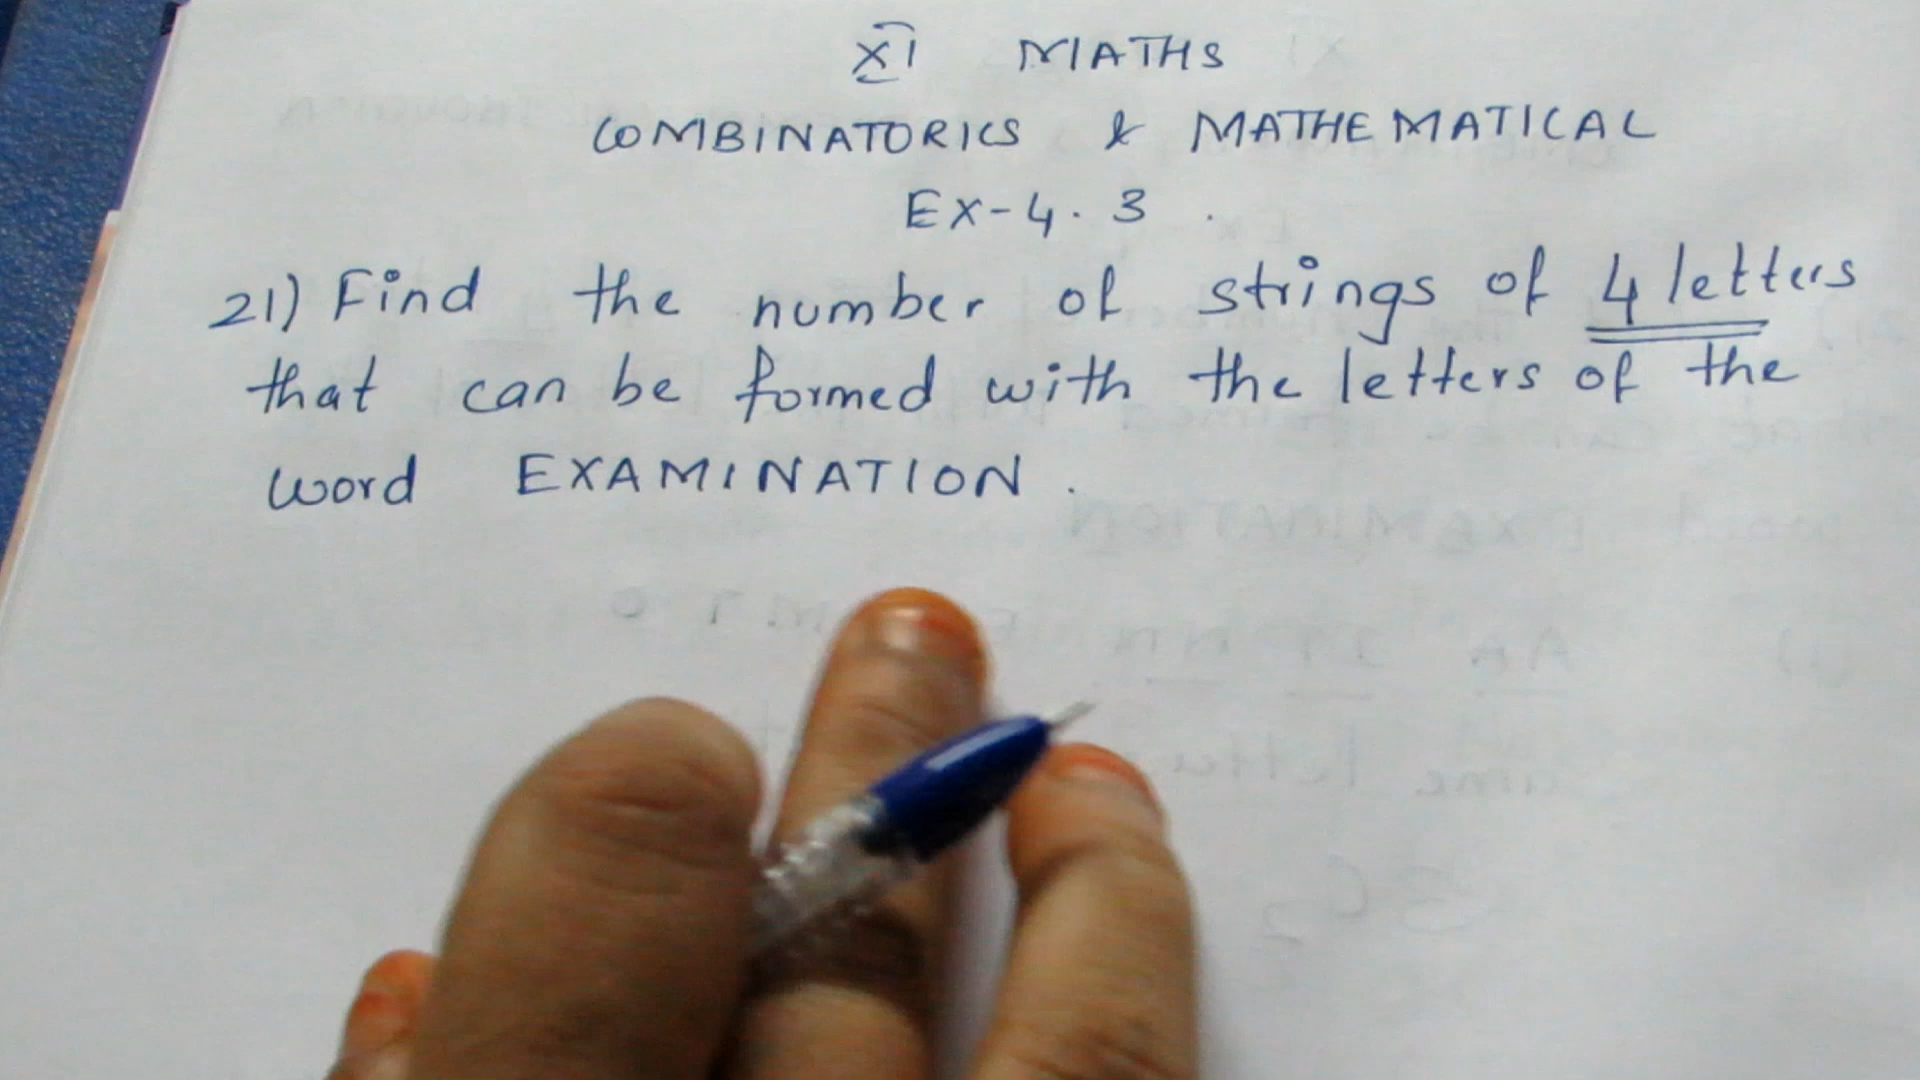 XI MATHS
COMBINATORICS & MATHEMATICAL
Ex-4.3.
21) Find the number of strings of 4 letters
that can be formed with the letters of the
word EXAMINATION.